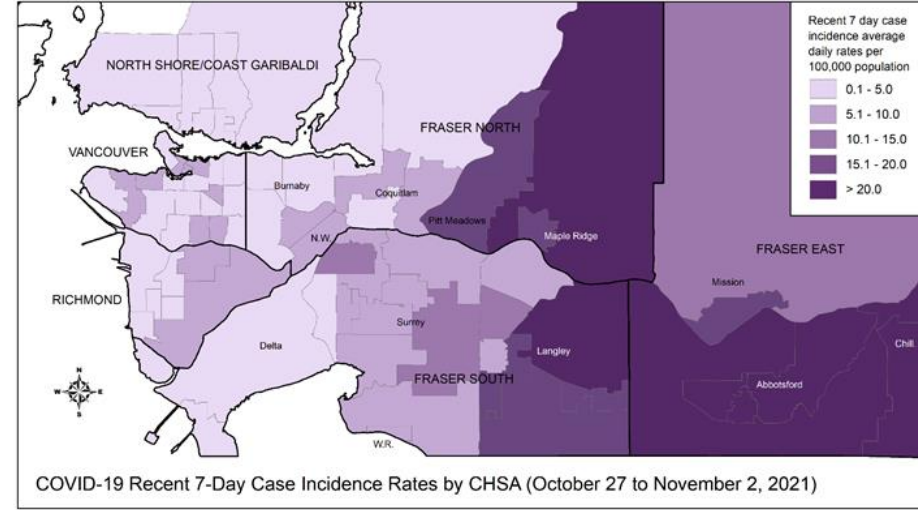 Recent 7 day case
incidence average
daily rates per
100,000 population
0.1 - 5.0
5.1 - 10.0
10.1 - 15.0
15.1 - 20.0
> 20.0
NORTH SHORE/COAST GARIBALDI
FRASER NORTH
VANCOUVER
Burnaby
Coquitlam
Pitt Meadows
N.W.
Maple Ridge
FRASER EAST
Mission
RICHMOND
Surrey
Delta
Langley
Chill.
FRASER SOUTH
Abbotsford
N
W E
S
W.R.
COVID-19 Recent 7-Day Case Incidence Rates by CHSA (October 27 to November 2, 2021)